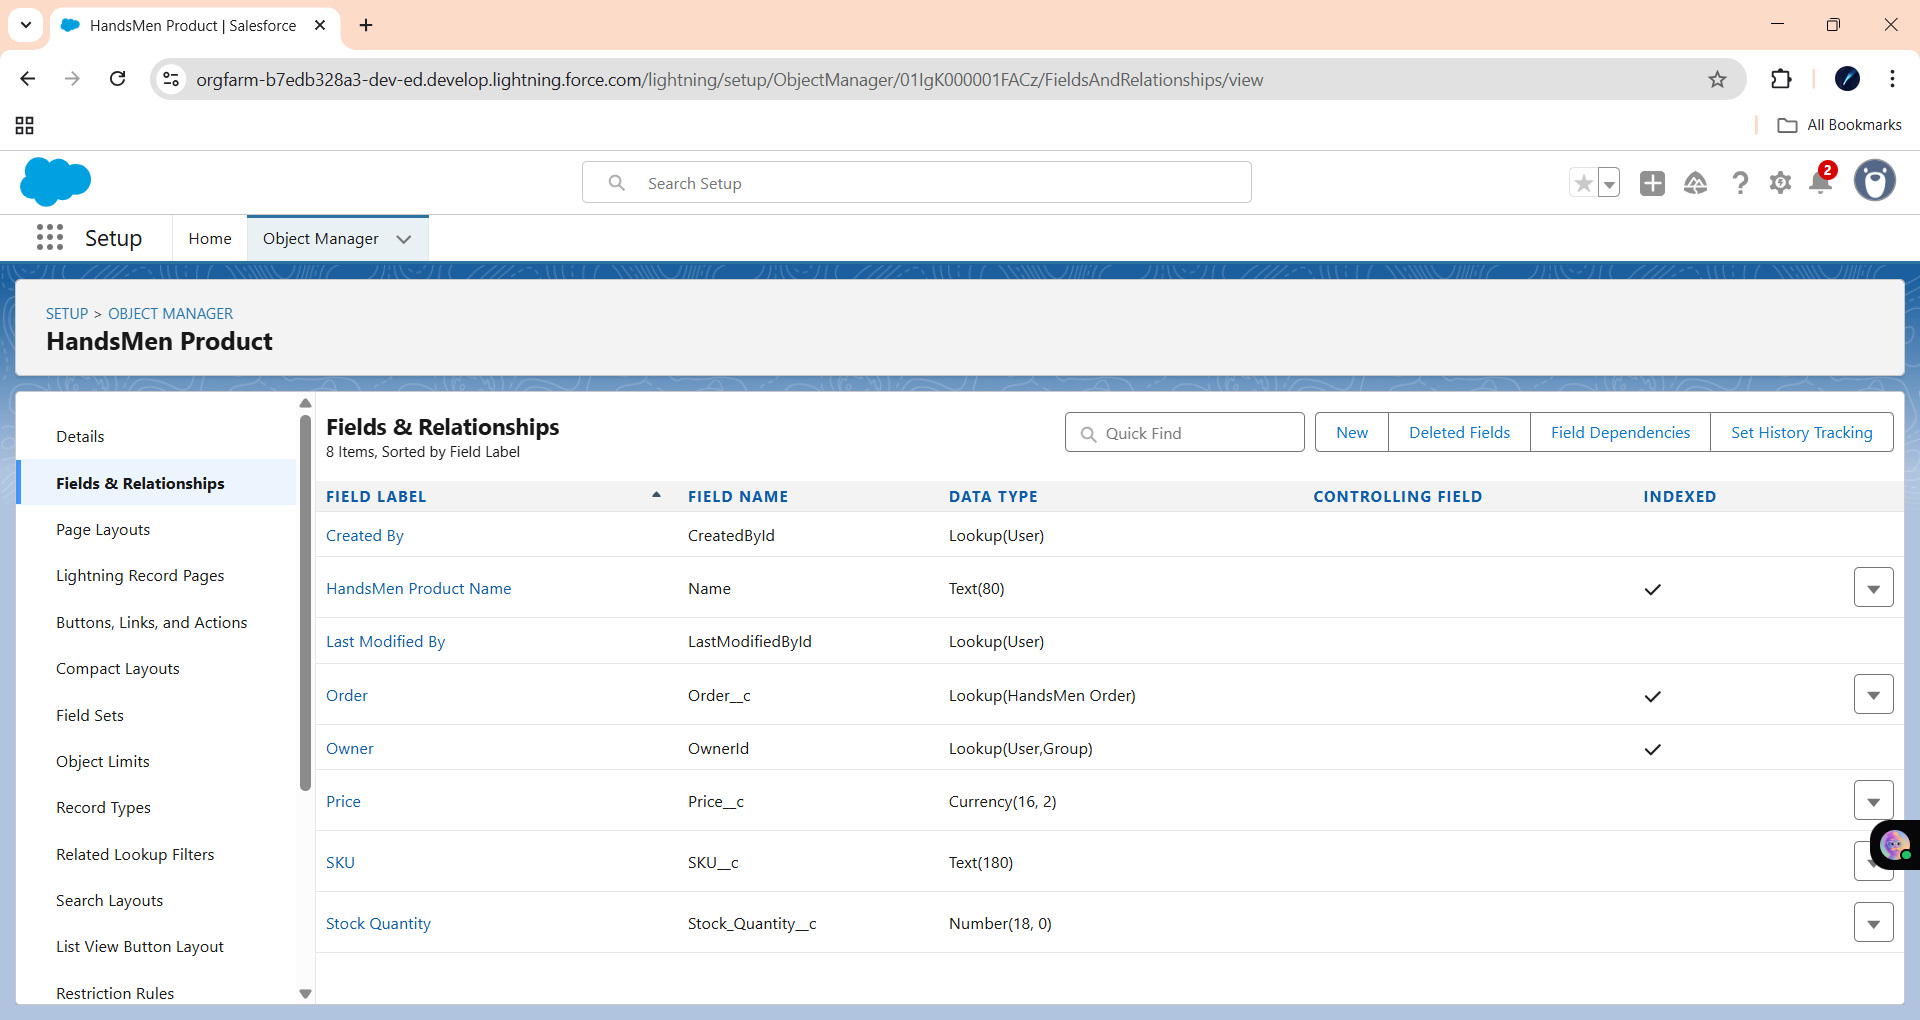 HandsMen Product | Salesforce
orgfarm-b7edb328a3-dev-ed.develop.lightning.force.com/lightning/setup/ObjectManager/01IgK000001FACz/FieldsAndRelationships/view
All Bookmarks
Search Setup
2
Setup
Home
Object Manager
SETUP > OBJECT MANAGER
HandsMen Product
Details
Fields & Relationships
Page Layouts
Lightning Record Pages
Buttons, Links, and Actions
Compact Layouts
Field Sets
Object Limits
Record Types
Related Lookup Filters
Search Layouts
List View Button Layout
Restriction Rules
Fields & Relationships
8 Items, Sorted by Field Label
Quick Find
New
Deleted Fields
Field Dependencies
Set History Tracking
FIELD LABEL FIELD NAME DATA TYPE CONTROLLING FIELD INDEXED
Created By CreatedById Lookup(User)
HandsMen Product Name Name Text(80)
Last Modified By LastModifiedById Lookup(User)
Order Order__c Lookup(HandsMen Order)
Owner OwnerId Lookup(User,Group)
Price Price__c Currency(16, 2)
SKU SKU__c Text(180)
Stock Quantity Stock_Quantity__c Number(18, 0)